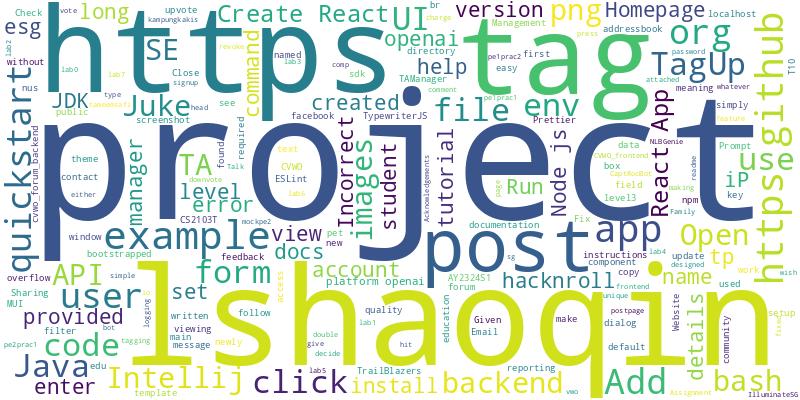 https
project
tag
lshaoqin
post
example
app
user
code
form
file
env
org
TagUp
github
https
use
Create React
UI
png
version
Homepage
long
esg
SE
JDK
Juke
created
openai
help
command
TA
level
error
manager
images
Incorrect
student
view
docs
account
tutorial
Node js
React App
Run
iP
Open
tp
name
details
hacknroll
platform openai
API
set
provided
Java
enter
Intellij
click
install
backend
Add
bash
quickstart
Check
vote
upvote
kampungkakis
Close
signup
named
lab3
lab2
lab0
lab7
without
nus
type
public
screenshot
head
see
comp
sdk
directory
TAManager
comment
facebook
TypewriterJS
br
charge
Management
first
easy
pe1prac2
press
addressbook
localhost
password
attached
meaning
whatever
simply
feature
T10
required
found
Talk
text
CVWO
ESLint
lab6
theme
contact
either
downvote
CS2103T
window
mockpe2
bootstrapped
feedback
pet
new
cvwo_forum_backend
Acknowledgements
page
pe1prac1
Prettier
data
box
CVWO_frontend
CaptRocBot
field
level3
Fix
NLBGenie
making
readme
npm
Family
Prompt
key
documentation
sg
instructions
component
copy
update
designed
lab4
work
wish
used
AY2324S1
forum
unique
frontend
postpage
dialog
default
Website
community
setup
fixed
Assignment
IlluminateSG
overflow
Sharing
MUI
simple
io
logging
filter
bot
tagging
written
main
message
viewing
follow
newly
access
lab1
quality
double
give
decide
hit
lab5
education
Given
Email
make
reporting
TrailBlazers
vmo
template
edu
pe2prac1
revoke